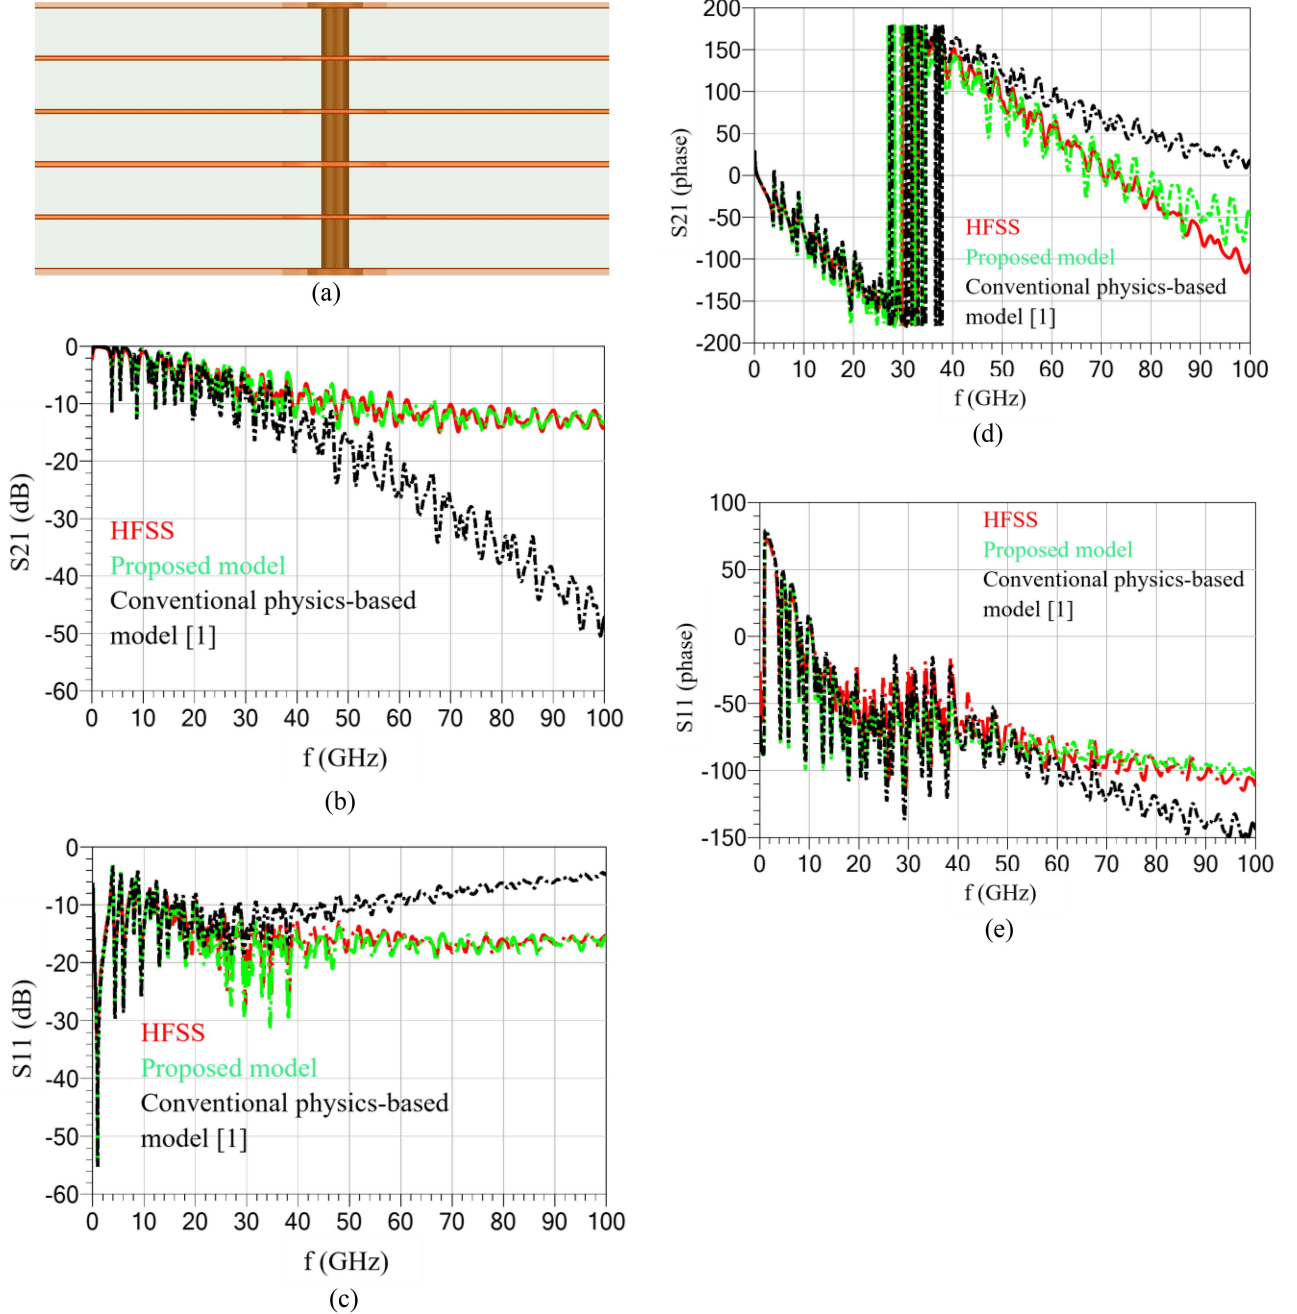 (a)
0
-10
-20
-30
-40
-50
-60
S21 (dB)
HFSS
Proposed model
Conventional physics-based
model [1]
0 10 20 30 40 50 60 70 80 90 100
f (GHz)
(b)
0
-10
-20
-30
-40
-50
-60
S11 (dB)
HFSS
Proposed model
Conventional physics-based
model [1]
0 10 20 30 40 50 60 70 80 90 100
f (GHz)
(c)
200
150
100
50
0
-50
-100
-150
-200
S21 (phase)
HFSS
Proposed model
Conventional physics-based
model [1]
0 10 20 30 40 50 60 70 80 90 100
f (GHz)
(d)
100
50
0
-50
-100
-150
S11 (phase)
HFSS
Proposed model
Conventional physics-based
model [1]
0 10 20 30 40 50 60 70 80 90 100
f (GHz)
(e)